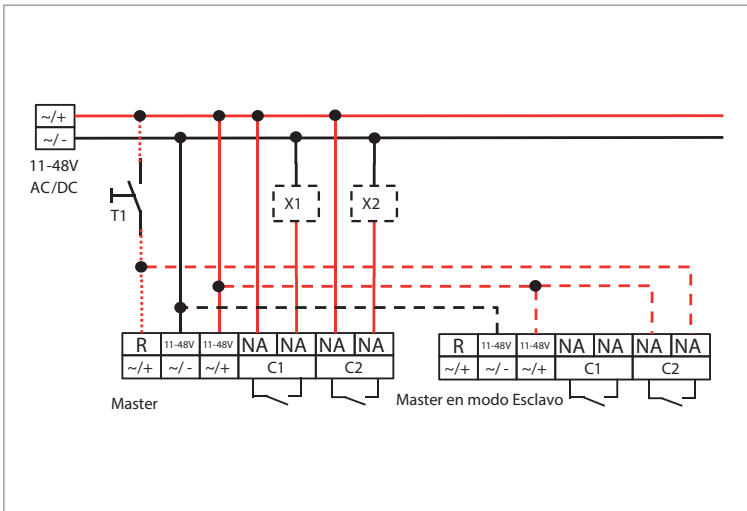 ~/+
~/ -
11-48V
AC/DC
T1
X1
X2
R 11-48V 11-48V NA NA NA NA
~/+ ~/ - ~/+ C1 C2
Master
R 11-48V 11-48V NA NA NA NA
~/+ ~/ - ~/+ C1 C2
Master en modo Esclavo